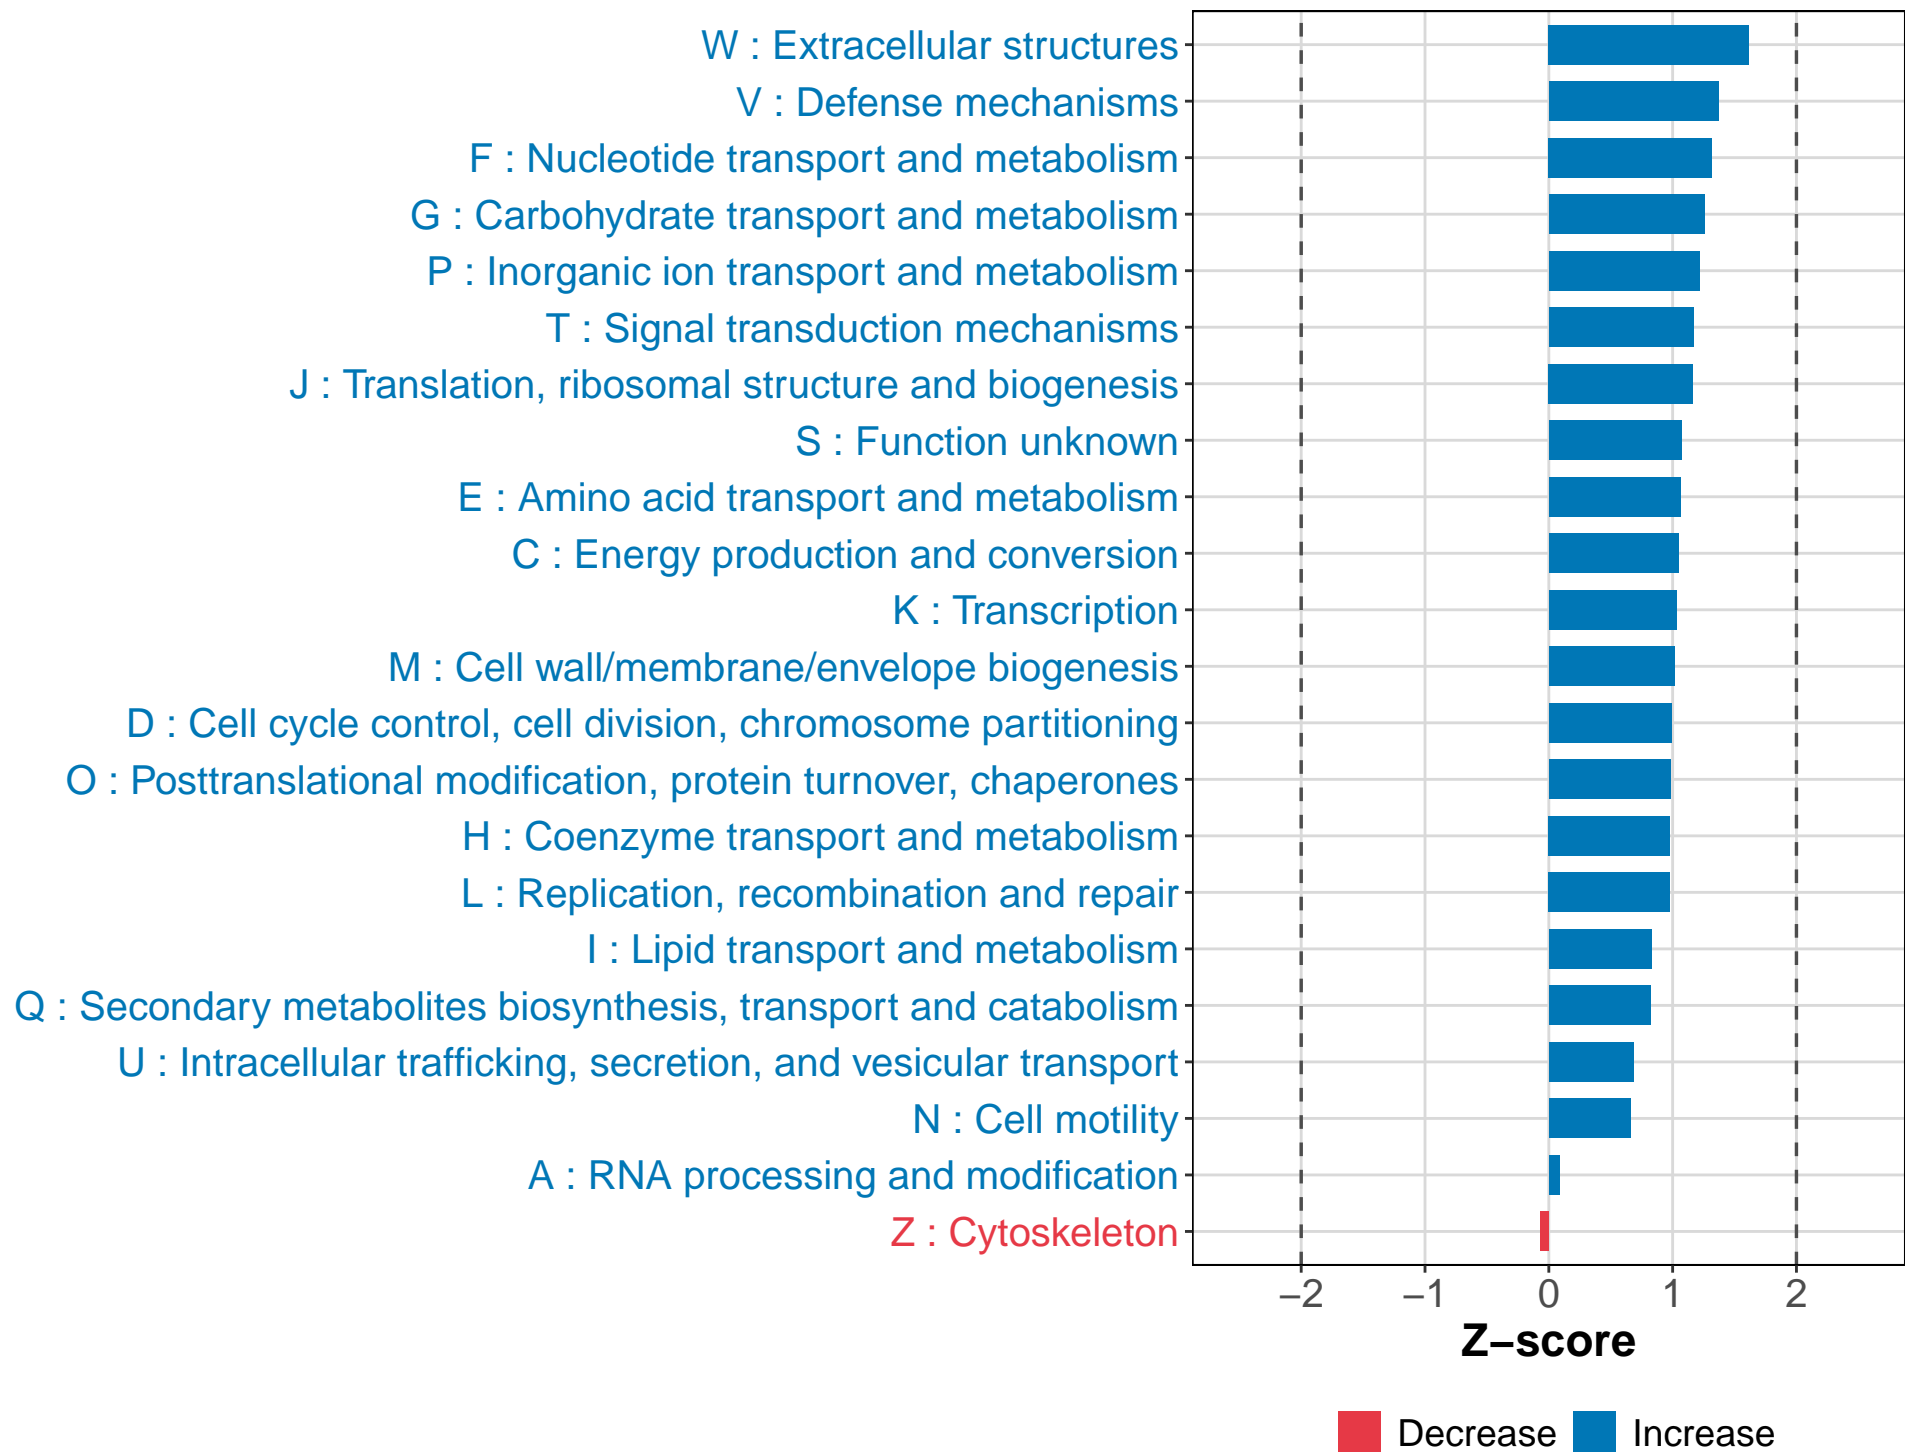 W : Extracellular structures
V : Defense mechanisms
F : Nucleotide transport and metabolism
G : Carbohydrate transport and metabolism
P : Inorganic ion transport and metabolism
T : Signal transduction mechanisms
J : Translation, ribosomal structure and biogenesis
S : Function unknown
E : Amino acid transport and metabolism
C : Energy production and conversion
K : Transcription
M : Cell wall/membrane/envelope biogenesis
D : Cell cycle control, cell division, chromosome partitioning
O : Posttranslational modification, protein turnover, chaperones
H : Coenzyme transport and metabolism
L : Replication, recombination and repair
I : Lipid transport and metabolism
Q : Secondary metabolites biosynthesis, transport and catabolism
U : Intracellular trafficking, secretion, and vesicular transport
N : Cell motility
A : RNA processing and modification
Z : Cytoskeleton
−2 −1 0 1 2
Z−score
Decrease Increase